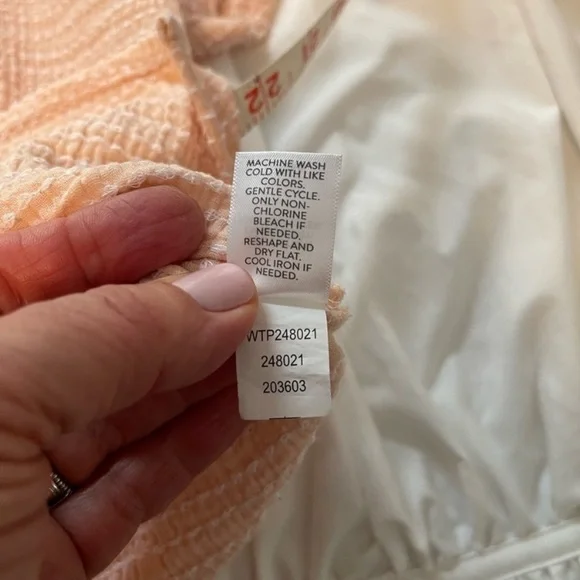 22
MACHINE WASH
COLD WITH LIKE
COLORS.
GENTLE CYCLE.
ONLY NON-
CHLORINE
BLEACH IF
NEEDED.
RESHAPE AND
DRY FLAT.
COOL IRON IF
NEEDED.
WTP248021
248021
203603